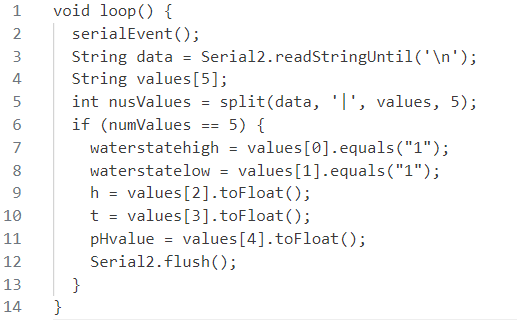 1 void loop() {
2 serialEvent();
3 String data = Serial2.readStringUntil('\n');
4 String values[5];
5 int nusValues = split(data, '|', values, 5);
6 if (numValues == 5) {
7 waterstatehigh = values[0].equals("1");
8 waterstatelow = values[1].equals("1");
9 h = values[2].toFloat();
10 t = values[3].toFloat();
11 pHvalue = values[4].toFloat();
12 Serial2.flush();
13 }
14 }